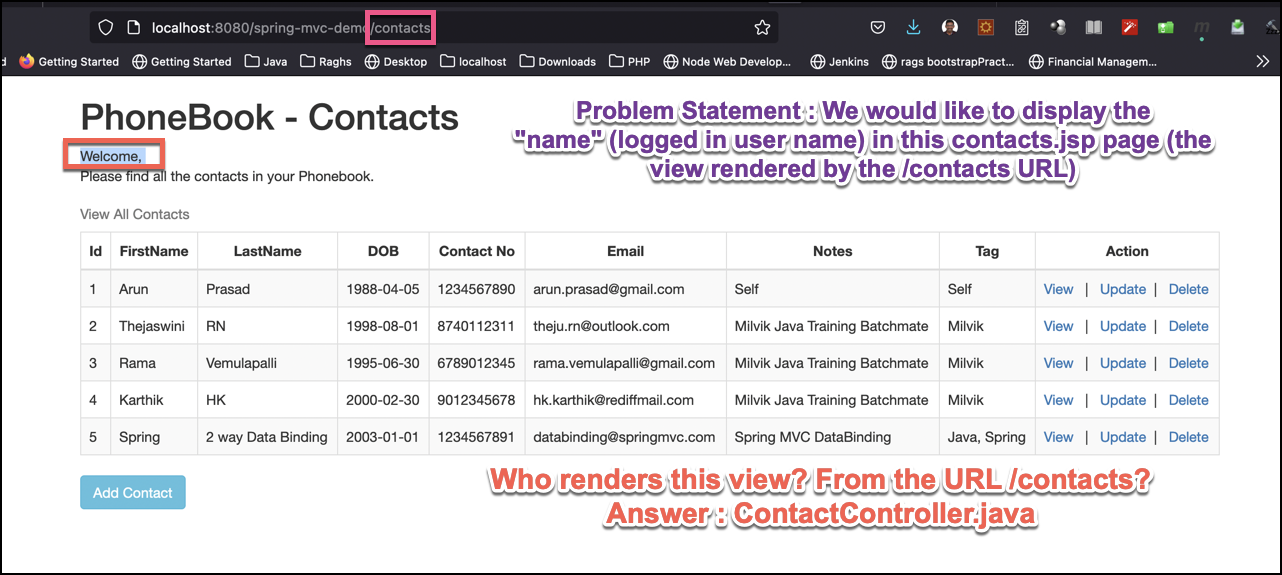 localhost:8080/spring-mvc-demo/contacts
Getting Started Getting Started Java Raghs Desktop localhost Downloads PHP Node Web Develop... Jenkins rags bootstrapPract... Financial Managem...
PhoneBook - Contacts
Problem Statement : We would like to display the
"name" (logged in user name) in this contacts.jsp page (the
view rendered by the /contacts URL)
Welcome,
Please find all the contacts in your Phonebook.
View All Contacts
Id FirstName LastName DOB Contact No Email Notes Tag Action
1 Arun Prasad 1988-04-05 1234567890 arun.prasad@gmail.com Self Self View | Update | Delete
2 Thejaswini RN 1998-08-01 8740112311 theju.rn@outlook.com Milvik Java Training Batchmate Milvik View | Update | Delete
3 Rama Vemulapalli 1995-06-30 6789012345 rama.vemulapalli@gmail.com Milvik Java Training Batchmate Milvik View | Update | Delete
4 Karthik HK 2000-02-30 9012345678 hk.karthik@rediffmail.com Milvik Java Training Batchmate Milvik View | Update | Delete
5 Spring 2 way Data Binding 2003-01-01 1234567891 databinding@springmvc.com Spring MVC DataBinding Java, Spring View | Update | Delete
Add Contact
Who renders this view? From the URL /contacts?
Answer : ContactController.java